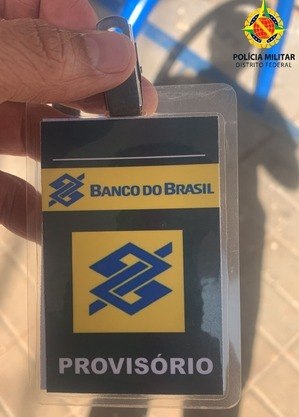 POLÍCIA MILITAR
DISTRITO FEDERAL
BANCO DO BRASIL
PROVISÓRIO